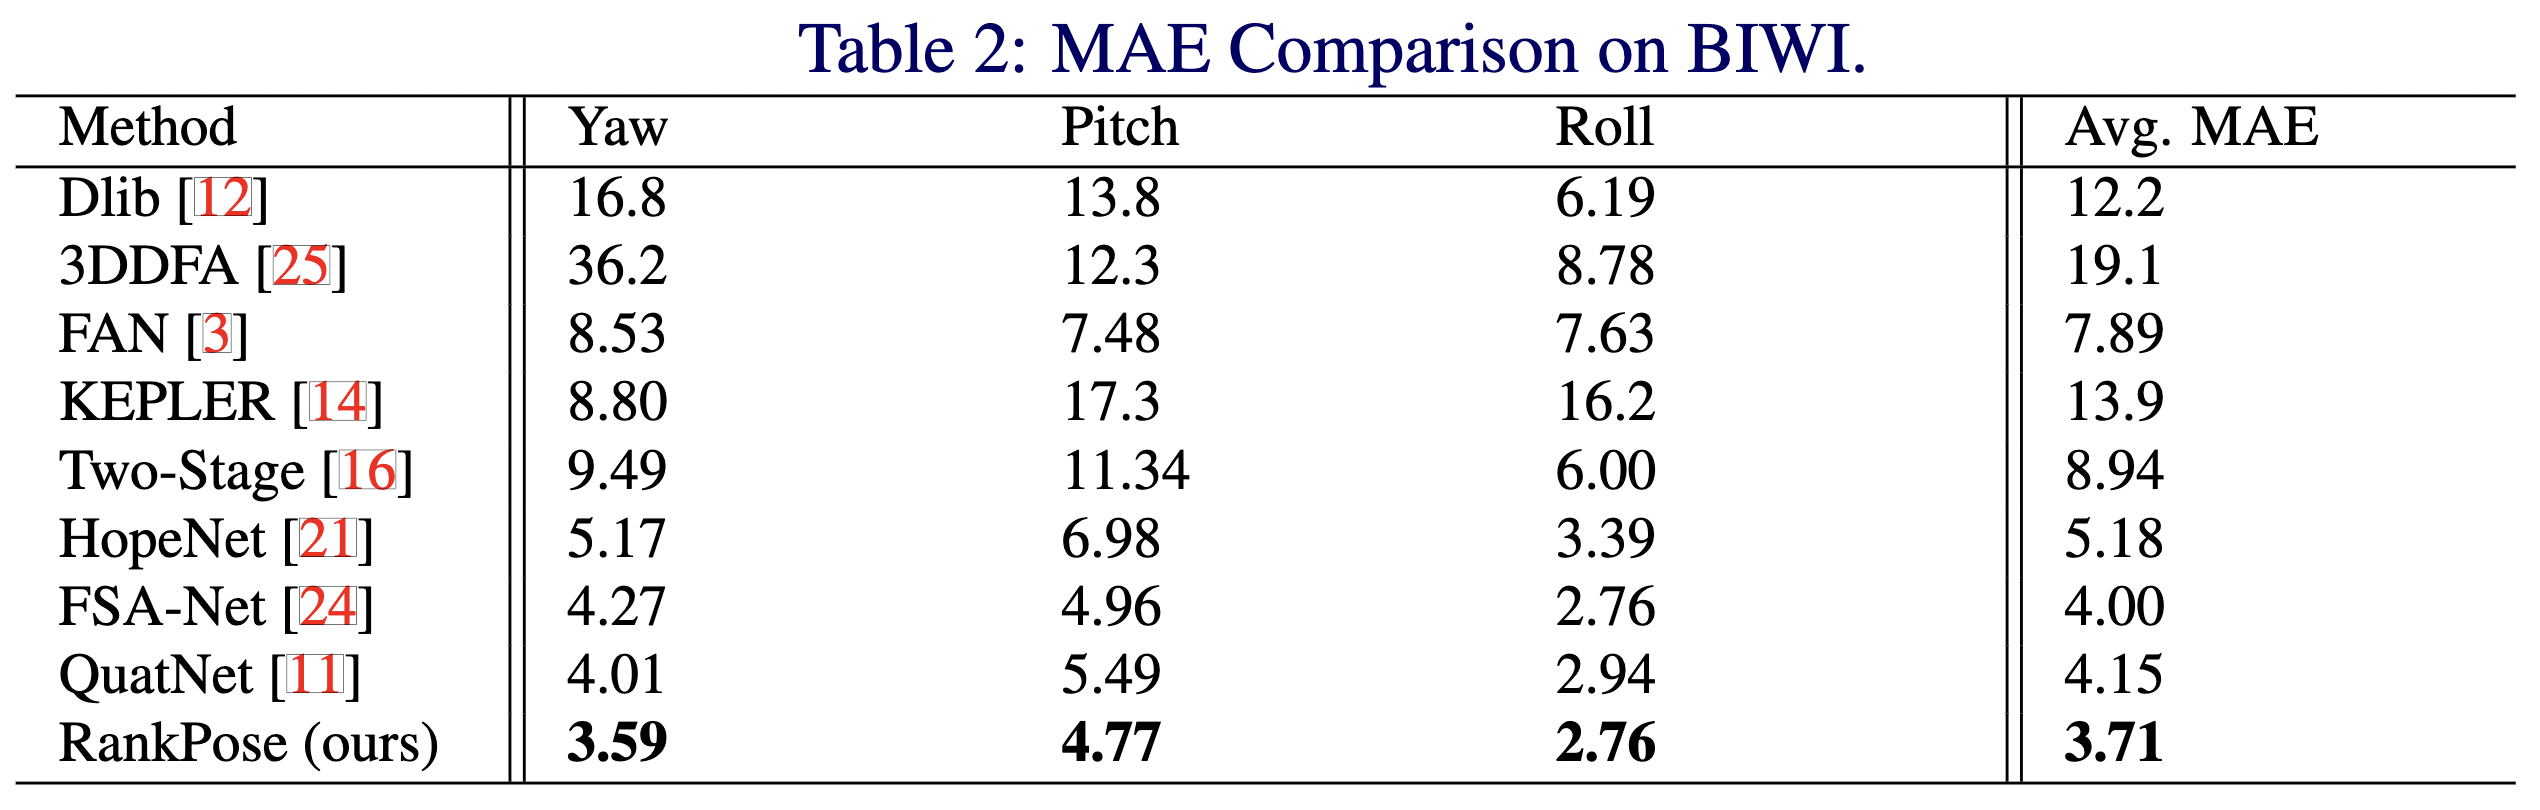 Table 2: MAE Comparison on BIWI.
Method Yaw Pitch Roll Avg. MAE
Dlib [12] 16.8 13.8 6.19 12.2
3DDFA [25] 36.2 12.3 8.78 19.1
FAN [3] 8.53 7.48 7.63 7.89
KEPLER [14] 8.80 17.3 16.2 13.9
Two-Stage [16] 9.49 11.34 6.00 8.94
HopeNet [21] 5.17 6.98 3.39 5.18
FSA-Net [24] 4.27 4.96 2.76 4.00
QuatNet [11] 4.01 5.49 2.94 4.15
RankPose (ours) 3.59 4.77 2.76 3.71